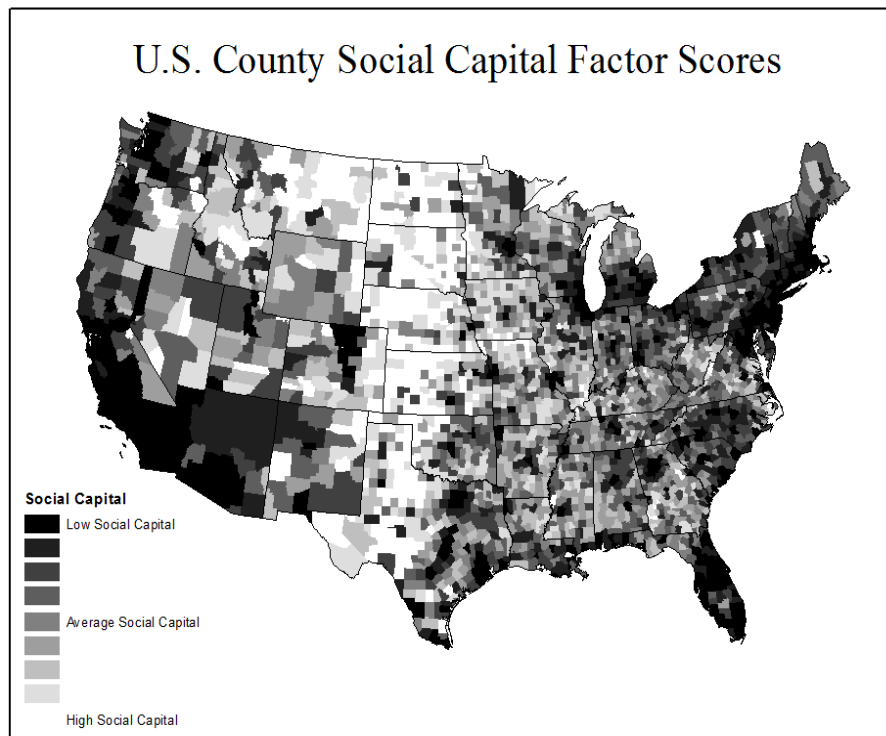 U.S. County Social Capital Factor Scores
Social Capital
Low Social Capital
Average Social Capital
High Social Capital